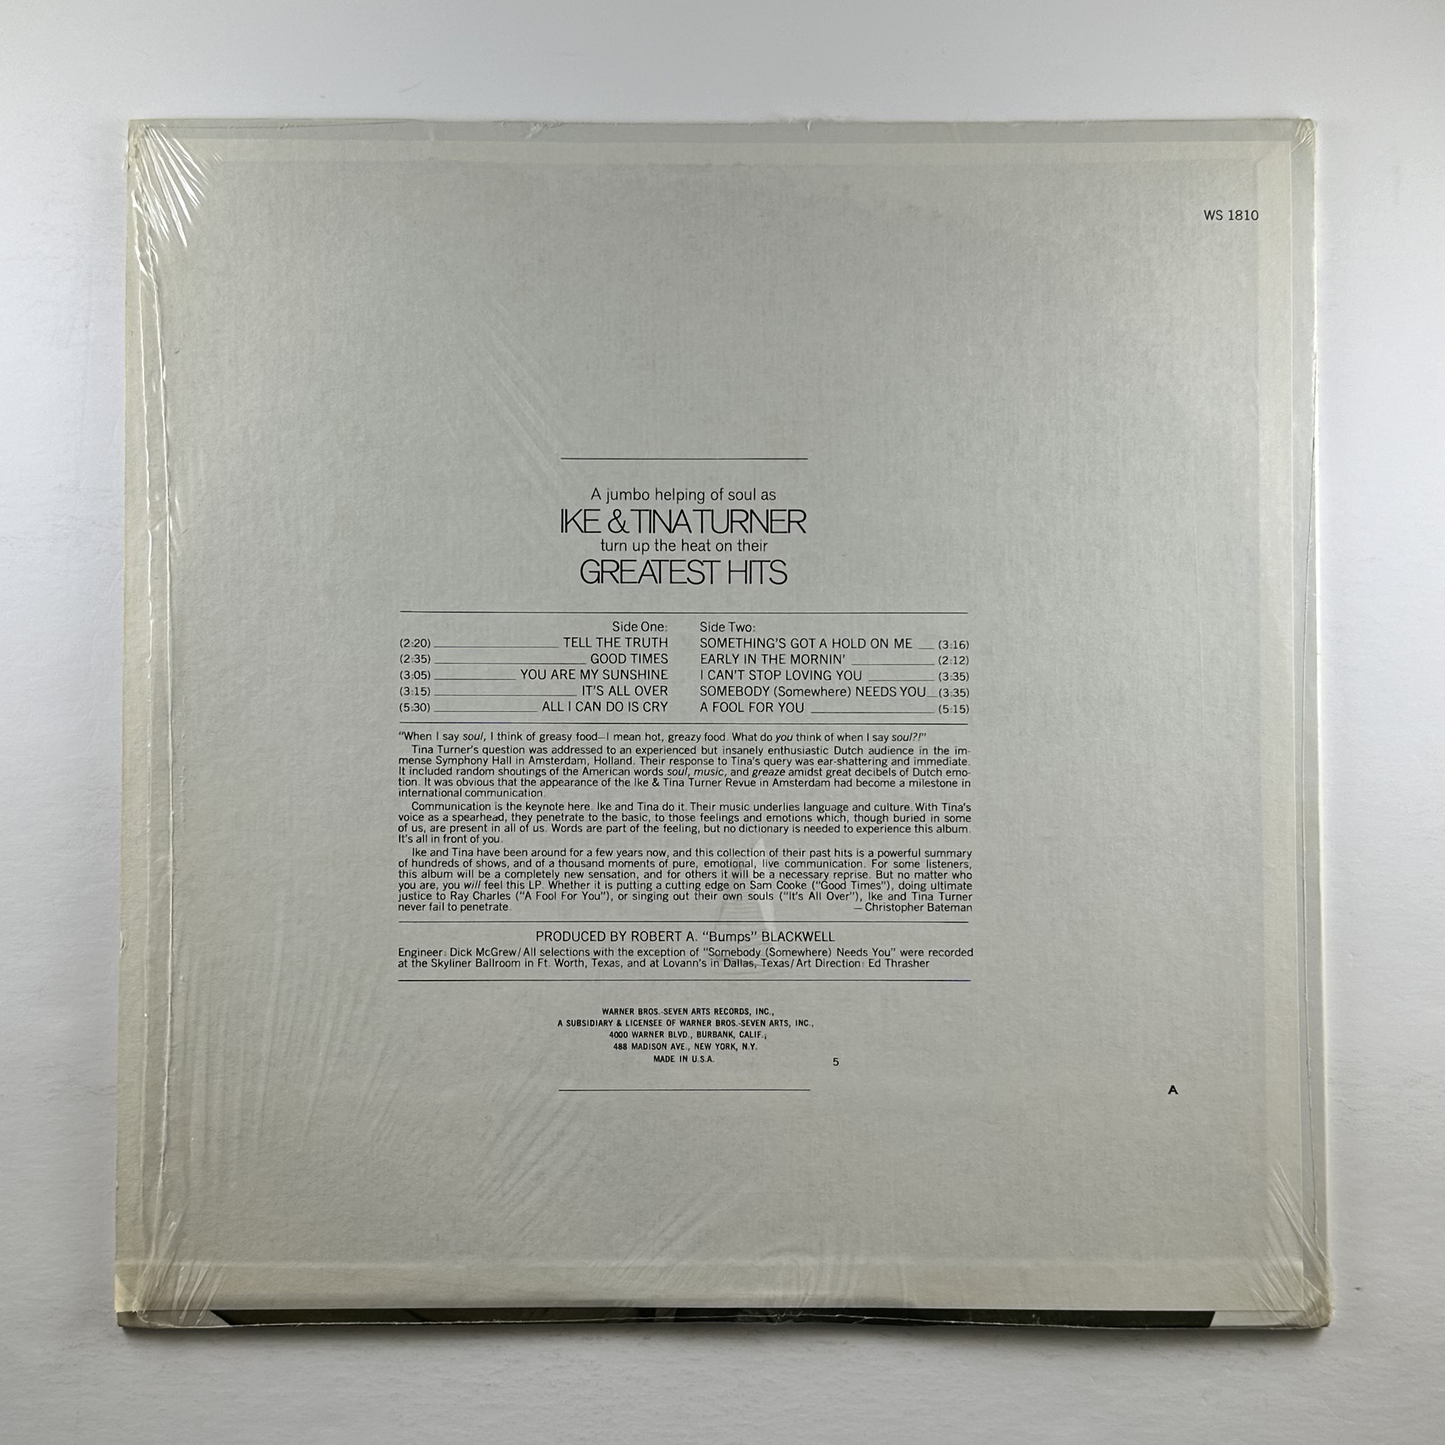 WS 1810
A jumbo helping of soul as
IKE & TINA TURNER
turn up the heat on their
GREATEST HITS
Side One:
(2:20) TELL THE TRUTH
(2:35) GOOD TIMES
(3:05) YOU ARE MY SUNSHINE
(3:15) IT'S ALL OVER
(5:30) ALL I CAN DO IS CRY
Side Two:
SOMETHING'S GOT A HOLD ON ME (3:16)
EARLY IN THE MORNIN' (2:12)
I CAN'T STOP LOVING YOU (3:35)
SOMEBODY (Somewhere) NEEDS YOU (3:35)
A FOOL FOR YOU (5:15)
"When I say soul, I think of greasy food—I mean hot, greazy food. What do you think of when I say soul?!"
Tina Turner's question was addressed to an experienced but insanely enthusiastic Dutch audience in the im-
mense Symphony Hall in Amsterdam, Holland. Their response to Tina's query was ear-shattering and immediate.
It included random shoutings of the American words soul, music, and greaze amidst great decibels of Dutch emo-
tion. It was obvious that the appearance of the Ike & Tina Turner Revue in Amsterdam had become a milestone in
international communication.
Communication is the keynote here. Ike and Tina do it. Their music underlies language and culture. With Tina's
voice as a spearhead, they penetrate to the basic, to those feelings and emotions which, though buried in some
of us, are present in all of us. Words are part of the feeling, but no dictionary is needed to experience this album.
It's all in front of you.
Ike and Tina have been around for a few years now, and this collection of their past hits is a powerful summary
of hundreds of shows, and of a thousand moments of pure, emotional, live communication. For some listeners,
this album will be a completely new sensation, and for others it will be a necessary reprise. But no matter who
you are, you will feel this LP. Whether it is putting a cutting edge on Sam Cooke ("Good Times"), doing ultimate
justice to Ray Charles ("A Fool For You"), or singing out their own souls ("It's All Over"), Ike and Tina Turner
never fail to penetrate. —Christopher Bateman
PRODUCED BY ROBERT A. "Bumps" BLACKWELL
Engineer: Dick McGrew/All selections with the exception of "Somebody (Somewhere) Needs You" were recorded
at the Skyliner Ballroom in Ft. Worth, Texas, and at Lovann's in Dallas, Texas/Art Direction: Ed Thrasher
WARNER BROS.-SEVEN ARTS RECORDS, INC.,
A SUBSIDIARY & LICENSEE OF WARNER BROS.-SEVEN ARTS, INC.,
4000 WARNER BLVD., BURBANK, CALIF.;
488 MADISON AVE., NEW YORK, N.Y.
MADE IN U.S.A.
5
A